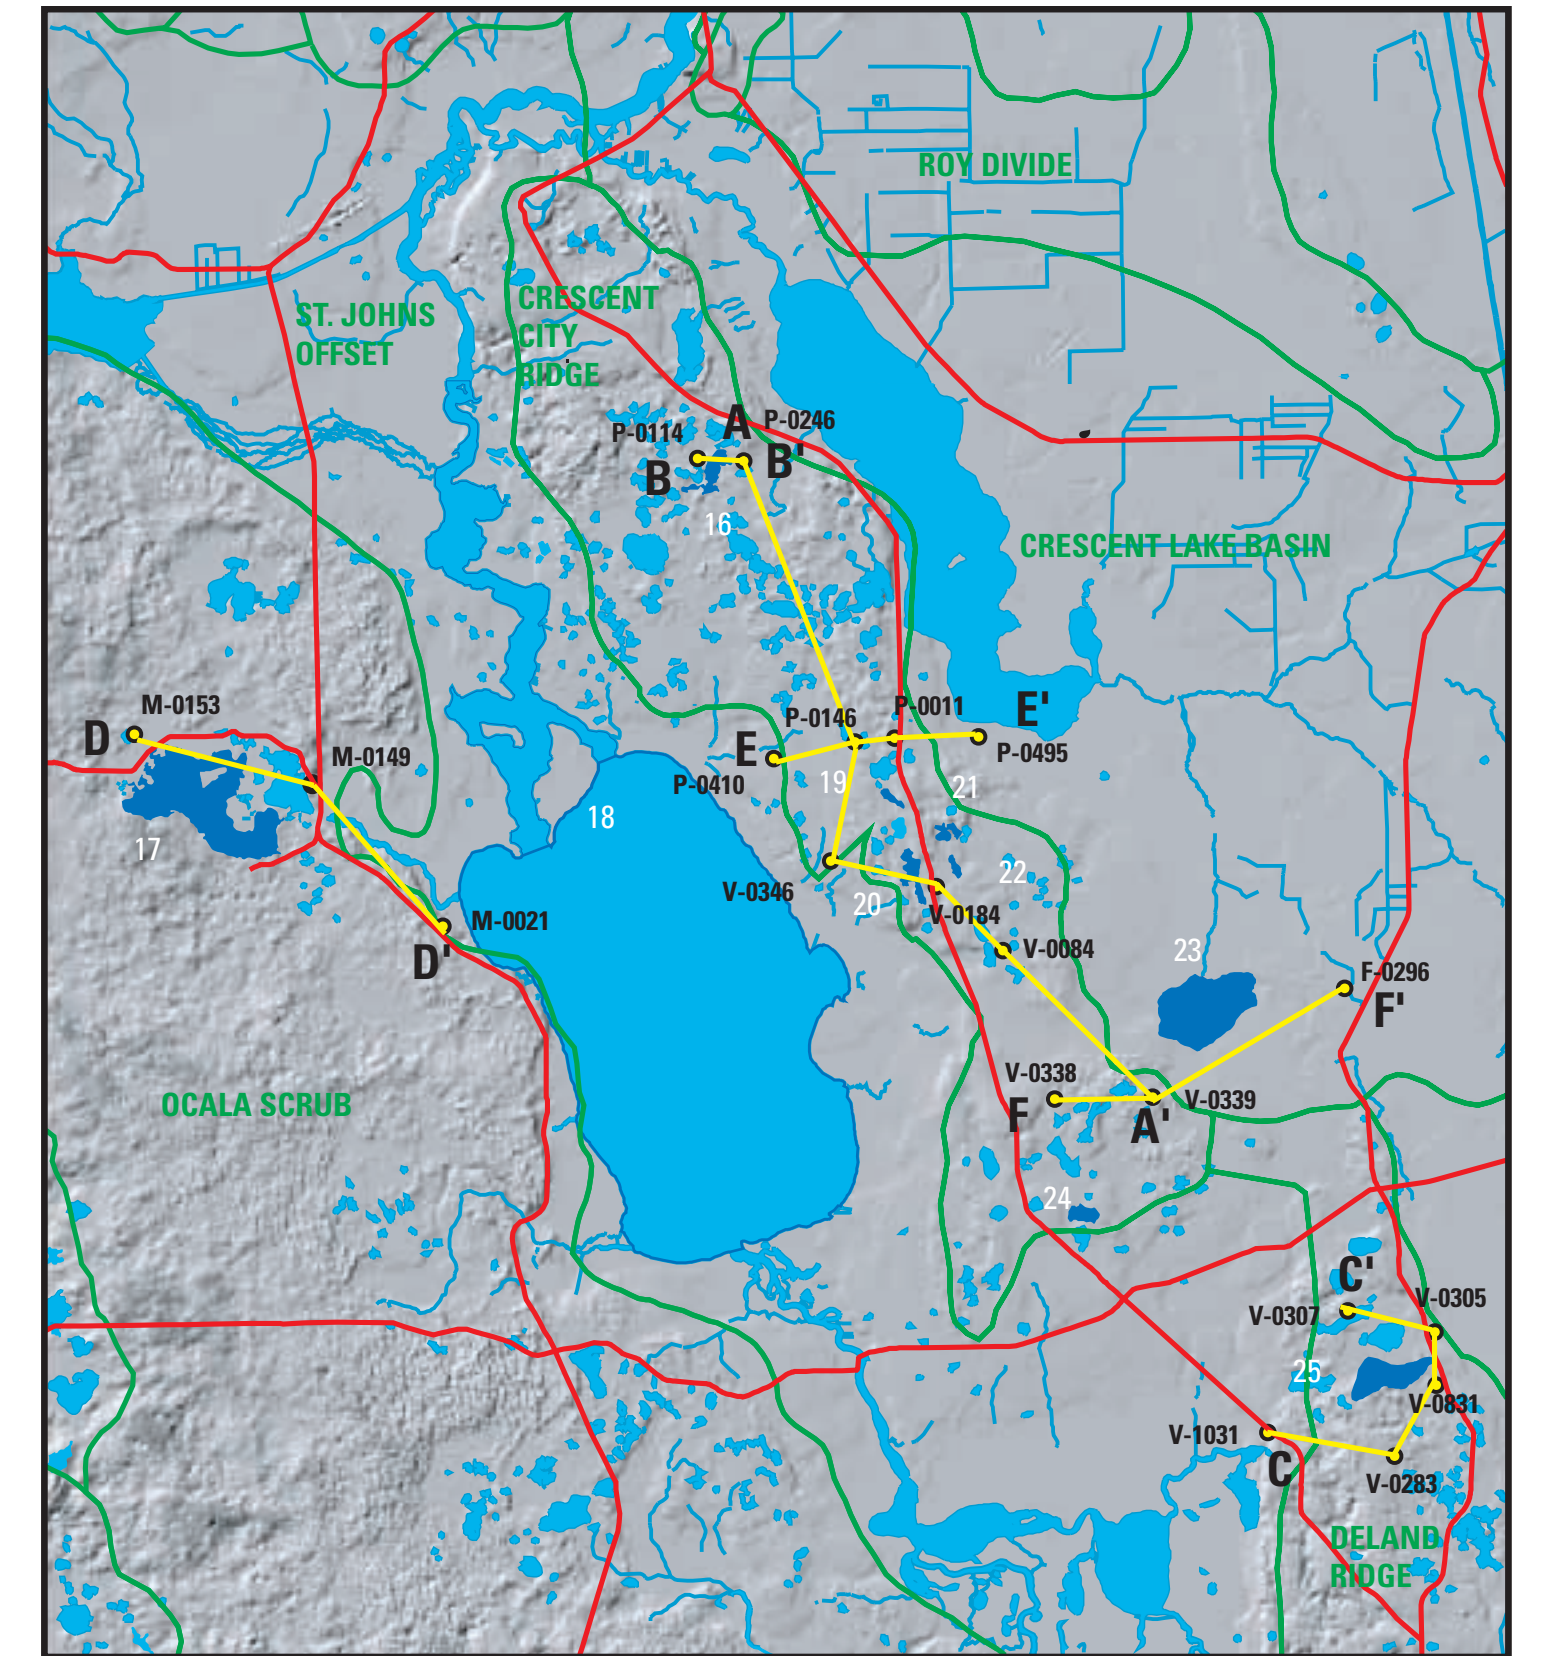 ROY DIVIDE
ST. JOHNS
OFFSET
CRESCENT
CITY
RIDGE
A
P-0246
P-0114
B
B'
16
CRESCENT LAKE BASIN
M-0153
D
M-0149
17
P-0011
E'
P-0146
P-0495
E
P-0410
19
21
18
22
V-0346
20
V-0184
M-0021
D'
V-0084
23
F-0296
F'
V-0338
F
V-0339
A'
OCALA SCRUB
24
C'
V-0305
V-0307
25
V-0831
V-1031
C
V-0283
DELAND
RIDGE